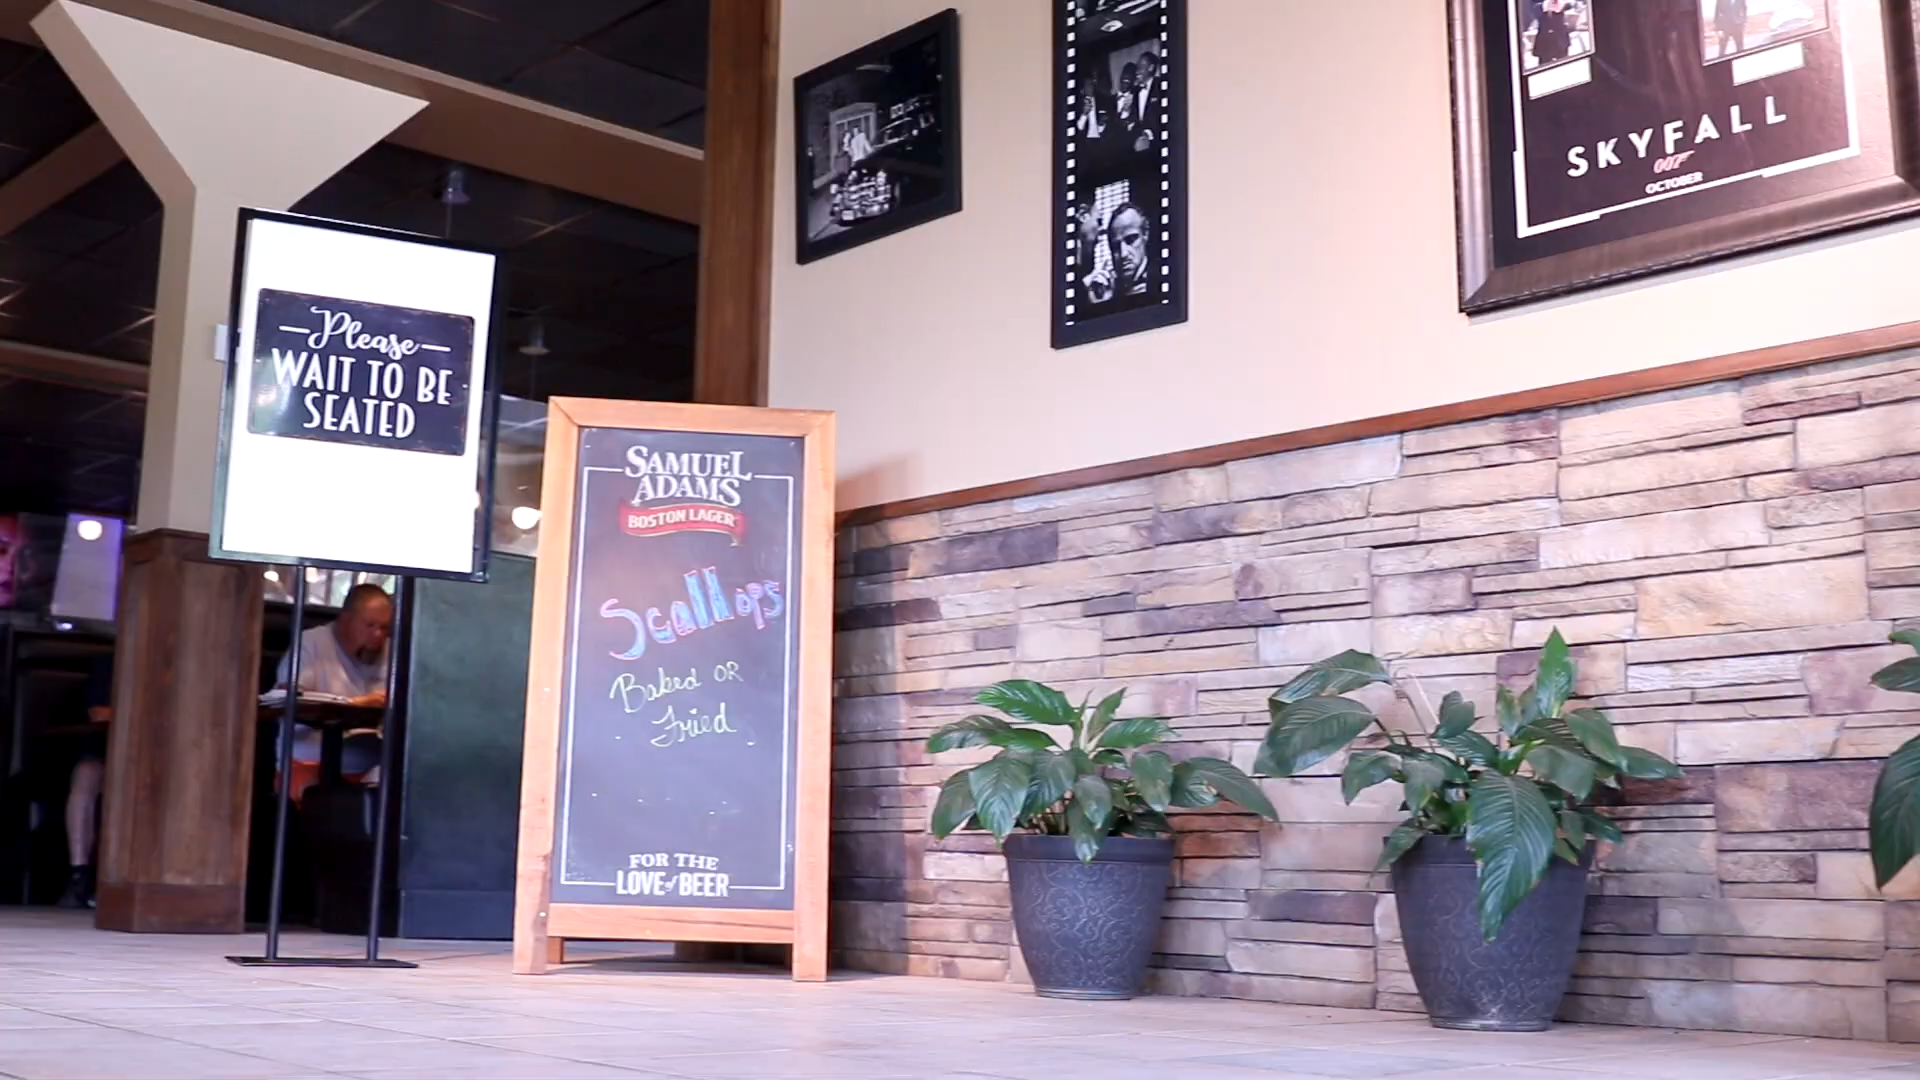 Please
WAIT TO BE
SEATED
SAMUEL
ADAMS
BOSTON LAGER
Scallops
Baked OR
Fried
FOR THE
LOVE of BEER
SKYFALL
007
OCTOBER